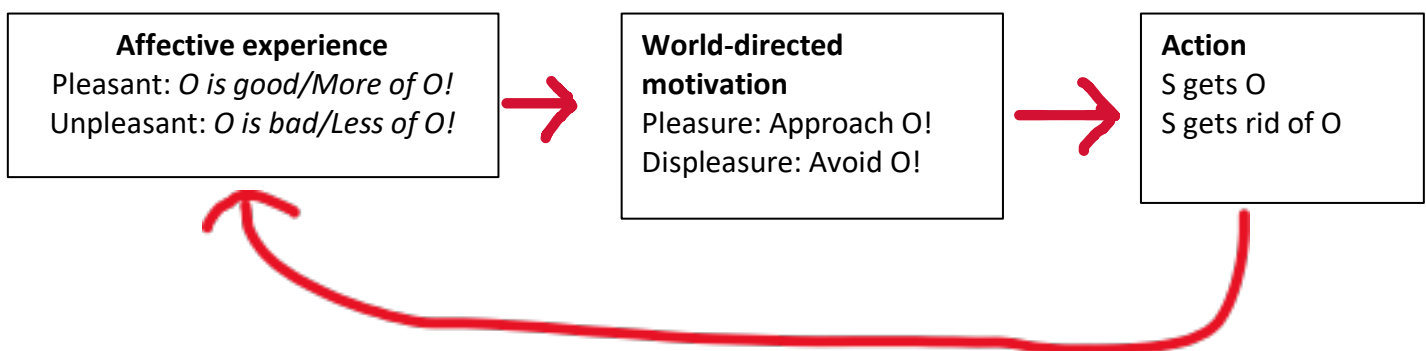 Affective experience
Pleasant: O is good/More of O!
Unpleasant: O is bad/Less of O!
World-directed
motivation
Pleasure: Approach O!
Displeasure: Avoid O!
Action
S gets O
S gets rid of O